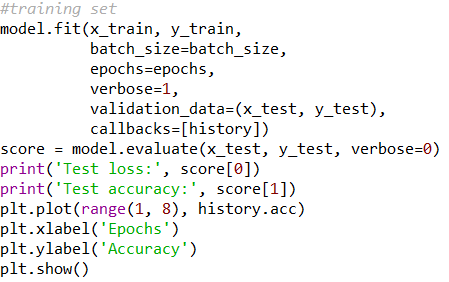 #training set
model.fit(x_train, y_train,
          batch_size=batch_size,
          epochs=epochs,
          verbose=1,
          validation_data=(x_test, y_test),
          callbacks=[history])
score = model.evaluate(x_test, y_test, verbose=0)
print('Test loss:', score[0])
print('Test accuracy:', score[1])
plt.plot(range(1, 8), history.acc)
plt.xlabel('Epochs')
plt.ylabel('Accuracy')
plt.show()